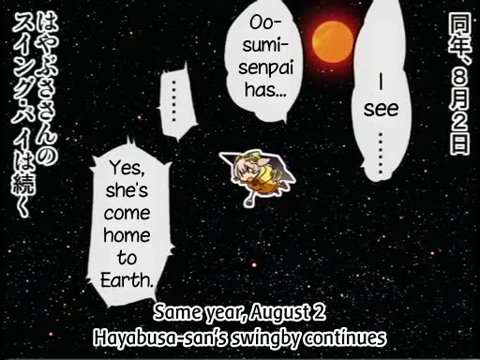 同年、８月２日
I
see
………
Oo-
sumi-
senpai
has...
……
Yes,
she's
come
home
to
Earth.
はやぶささんの
スイング・バイは続く
Same year, August 2
Hayabusa-san's swingby continues